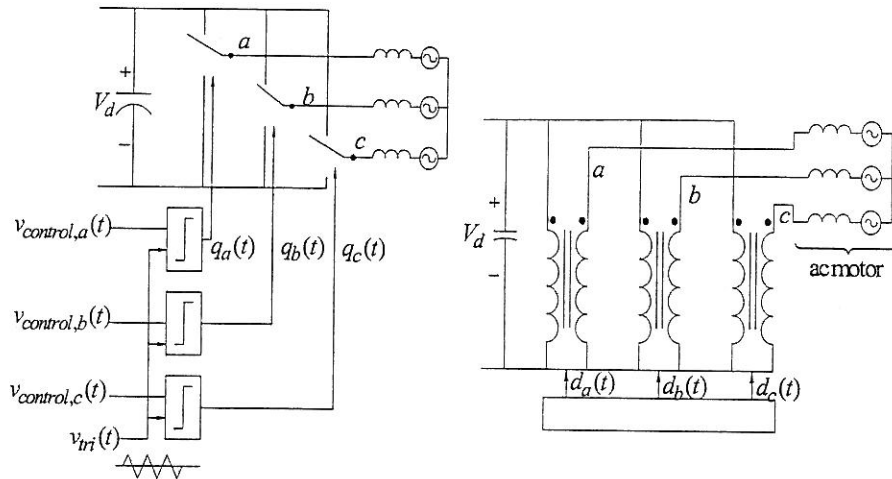 a
+
V_d
b
−
c
v_control,a(t)
q_a(t)
q_b(t)
q_c(t)
v_control,b(t)
v_control,c(t)
v_tri(t)
a
b
+
c
V_d
−
ac motor
d_a(t)
d_b(t)
d_c(t)